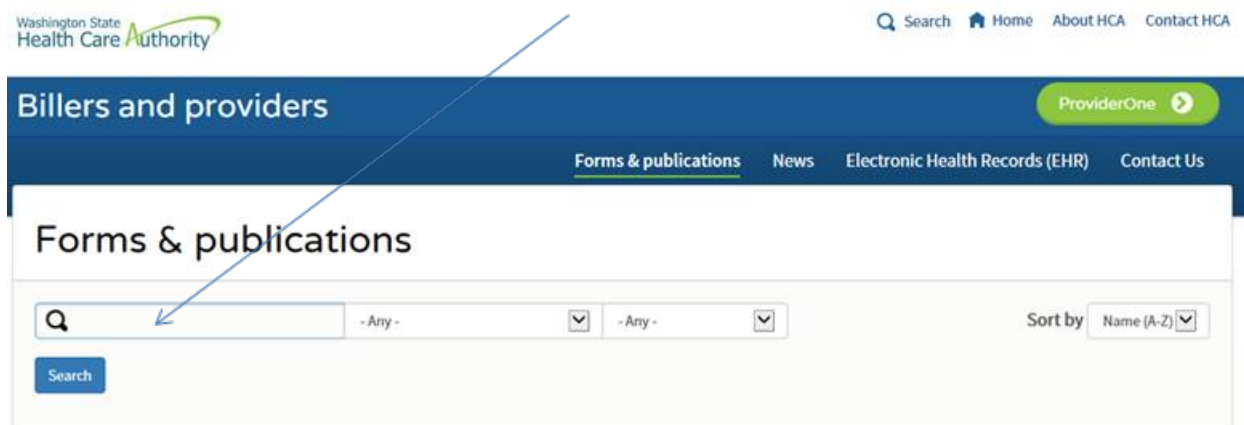 Washington State
Health Care Authority
Search Home About HCA Contact HCA
Billers and providers
ProviderOne
Forms & publications News Electronic Health Records (EHR) Contact Us
Forms & publications
- Any - - Any - Sort by Name (A-Z)
Search